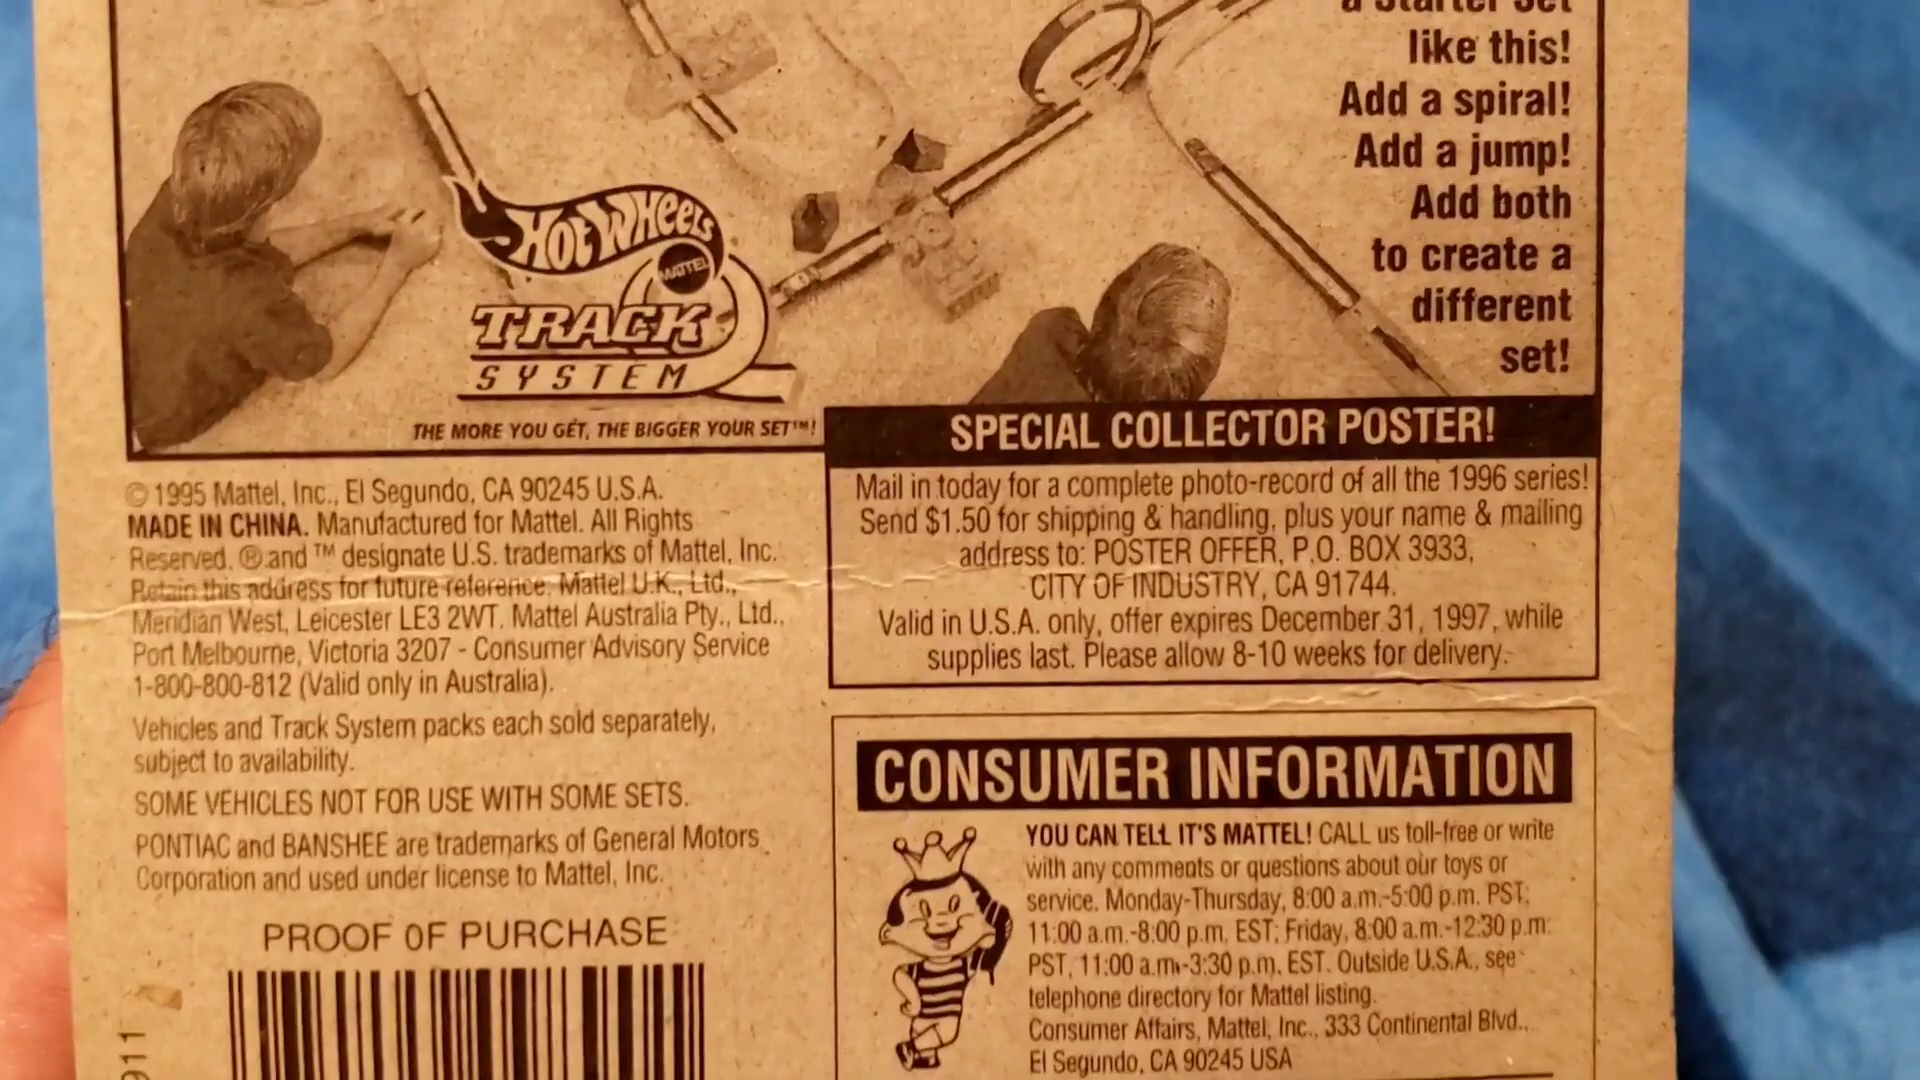 a starter set
like this!
Add a spiral!
Add a jump!
Add both
to create a
different
set!
HOT WHEELS
MATTEL
TRACK
SYSTEM
THE MORE YOU GET, THE BIGGER YOUR SET™!
© 1995 Mattel, Inc., El Segundo, CA 90245 U.S.A.
MADE IN CHINA. Manufactured for Mattel. All Rights
Reserved. ® and ™ designate U.S. trademarks of Mattel, Inc.
Retain this address for future reference: Mattel U.K., Ltd.,
Meridian West, Leicester LE3 2WT. Mattel Australia Pty., Ltd.,
Port Melbourne, Victoria 3207 - Consumer Advisory Service
1-800-800-812 (Valid only in Australia).
Vehicles and Track System packs each sold separately,
subject to availability.
SOME VEHICLES NOT FOR USE WITH SOME SETS.
PONTIAC and BANSHEE are trademarks of General Motors
Corporation and used under license to Mattel, Inc.
PROOF OF PURCHASE
911
SPECIAL COLLECTOR POSTER!
Mail in today for a complete photo-record of all the 1996 series!
Send $1.50 for shipping & handling, plus your name & mailing
address to: POSTER OFFER, P.O. BOX 3933,
CITY OF INDUSTRY, CA 91744.
Valid in U.S.A. only, offer expires December 31, 1997, while
supplies last. Please allow 8-10 weeks for delivery.
CONSUMER INFORMATION
YOU CAN TELL IT'S MATTEL! CALL us toll-free or write
with any comments or questions about our toys or
service. Monday-Thursday, 8:00 a.m.-5:00 p.m. PST;
11:00 a.m.-8:00 p.m. EST; Friday, 8:00 a.m.-12:30 p.m.
PST, 11:00 a.m.-3:30 p.m. EST. Outside U.S.A., see
telephone directory for Mattel listing.
Consumer Affairs, Mattel, Inc., 333 Continental Blvd.,
El Segundo, CA 90245 USA